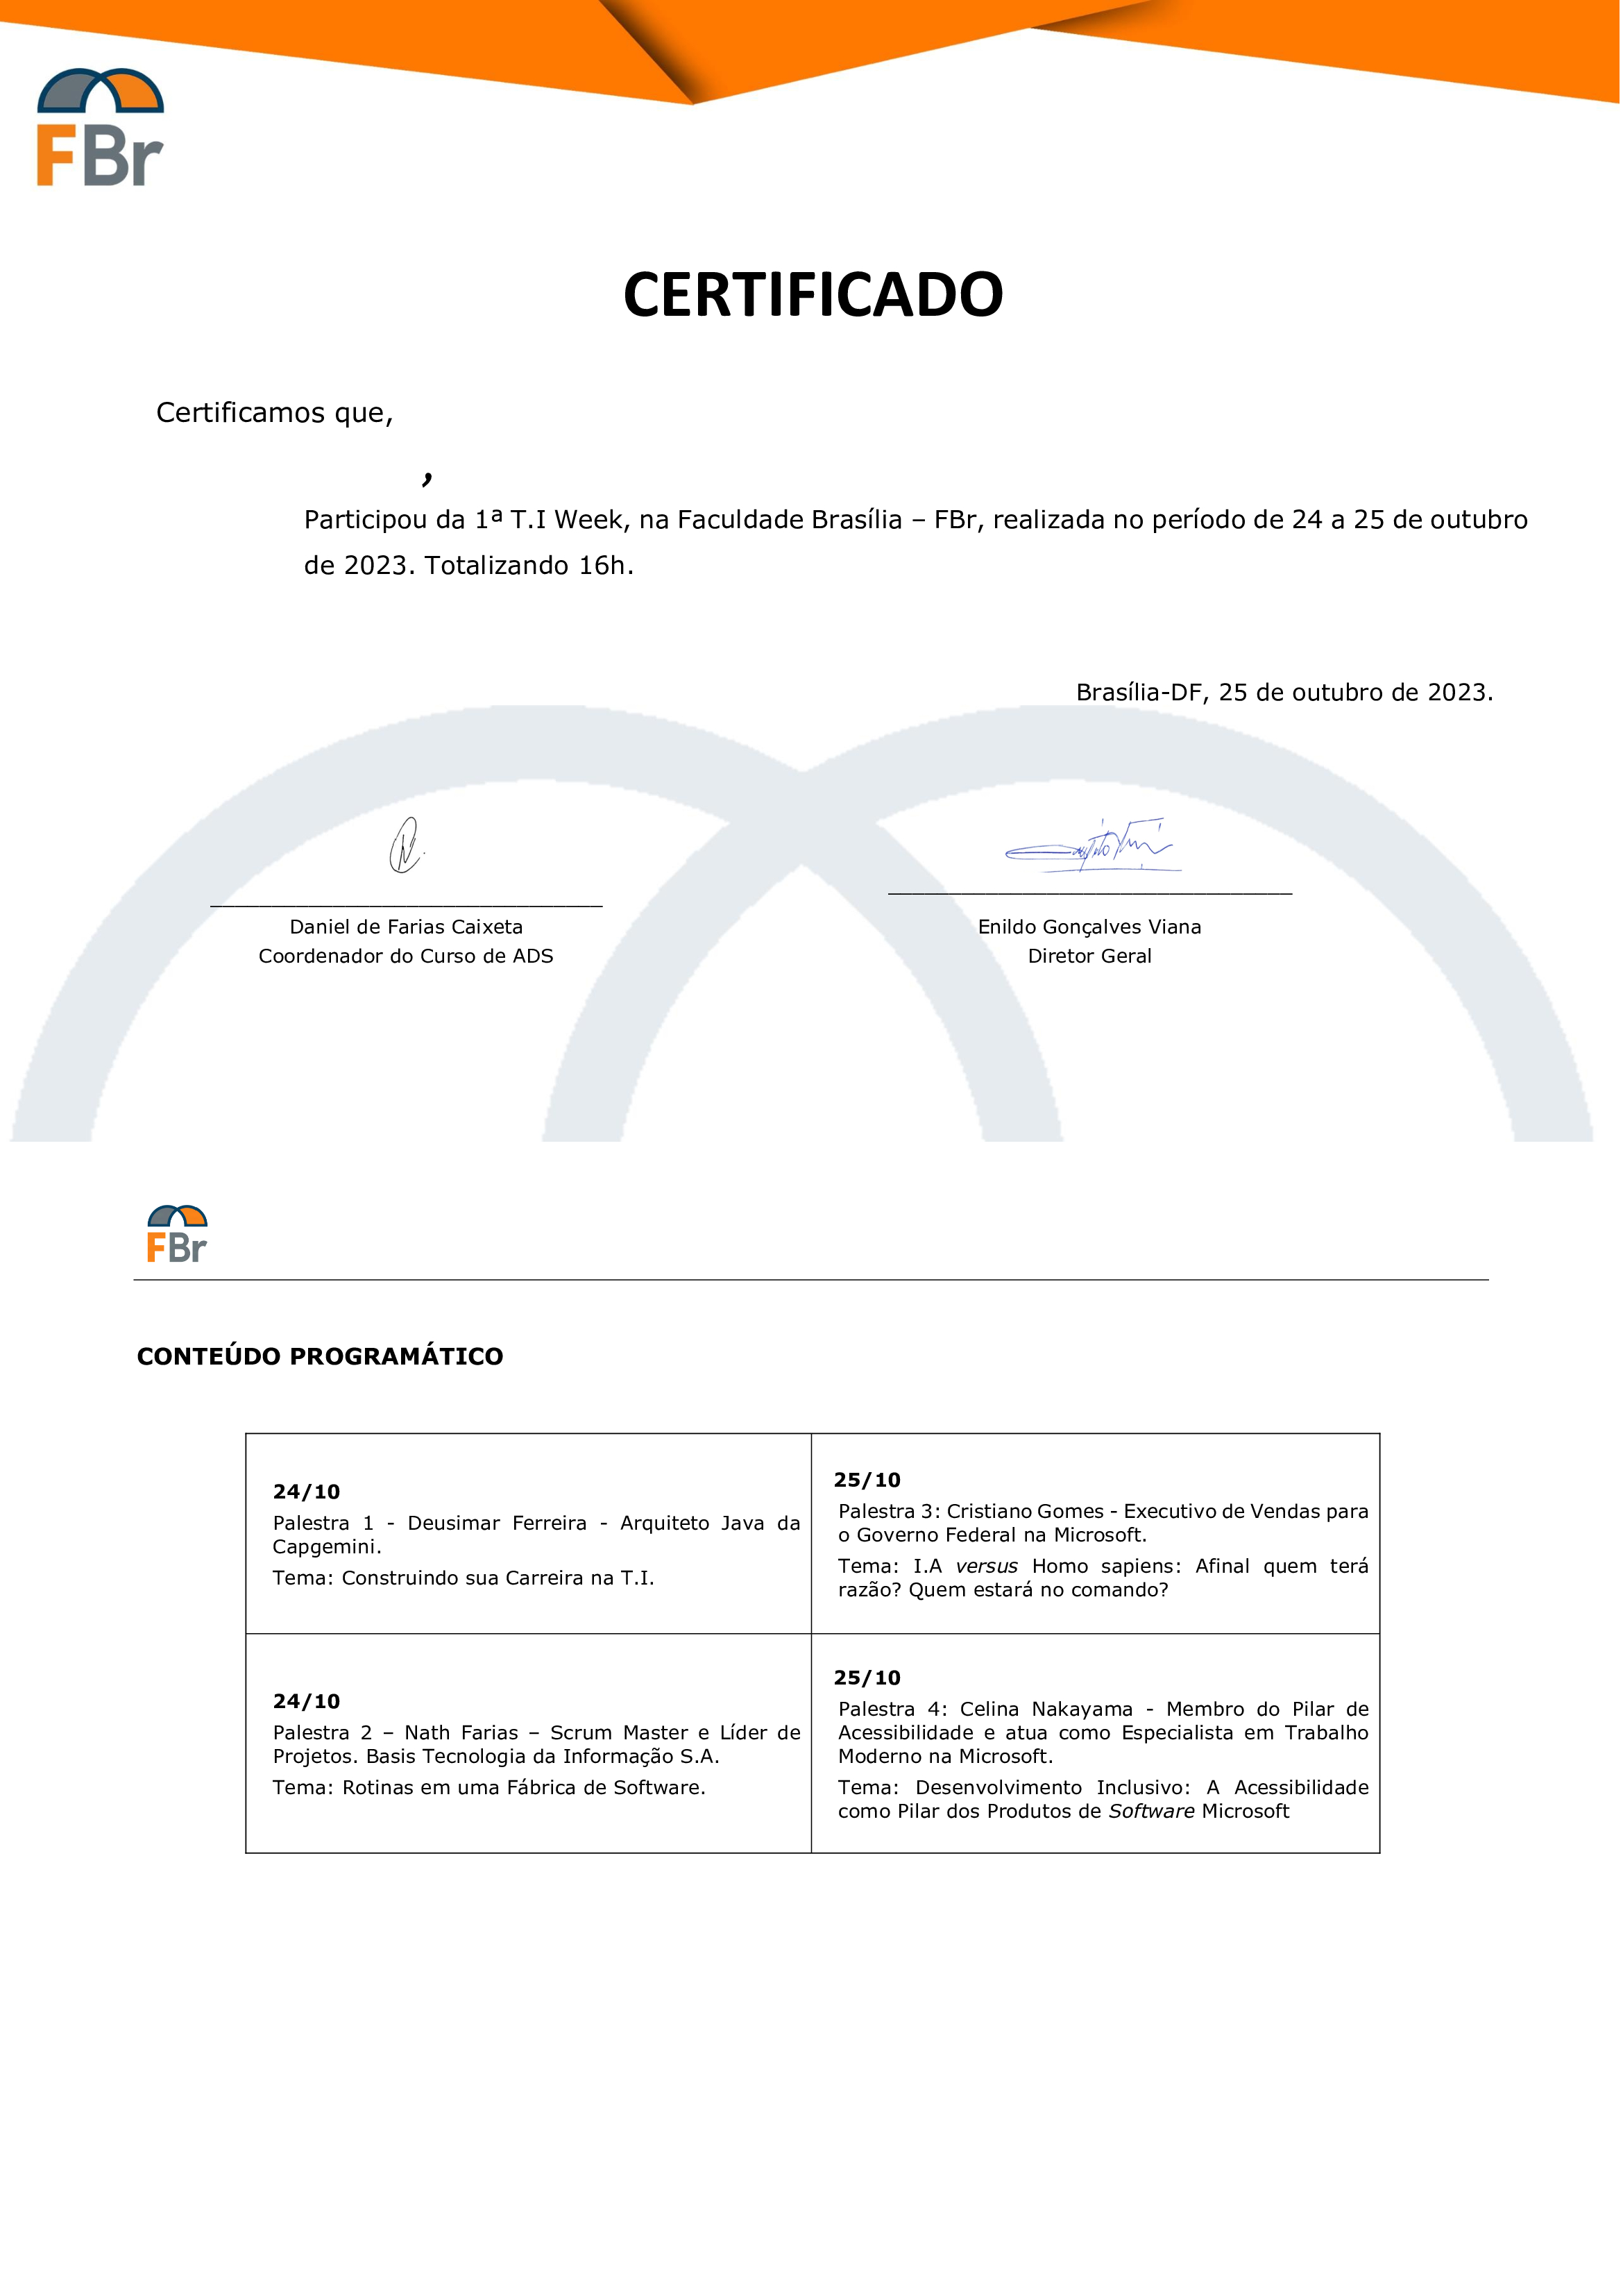 FBr
CERTIFICADO
Certificamos que,
,
Participou da 1ª T.I Week, na Faculdade Brasília – FBr, realizada no período de 24 a 25 de outubro
de 2023. Totalizando 16h.
Brasília-DF, 25 de outubro de 2023.
Daniel de Farias Caixeta
Coordenador do Curso de ADS
Enildo Gonçalves Viana
Diretor Geral
FBr
CONTEÚDO PROGRAMÁTICO
24/10
Palestra 1 - Deusimar Ferreira - Arquiteto Java da
Capgemini.
Tema: Construindo sua Carreira na T.I.
25/10
Palestra 3: Cristiano Gomes - Executivo de Vendas para
o Governo Federal na Microsoft.
Tema: I.A versus Homo sapiens: Afinal quem terá
razão? Quem estará no comando?
24/10
Palestra 2 – Nath Farias – Scrum Master e Líder de
Projetos. Basis Tecnologia da Informação S.A.
Tema: Rotinas em uma Fábrica de Software.
25/10
Palestra 4: Celina Nakayama - Membro do Pilar de
Acessibilidade e atua como Especialista em Trabalho
Moderno na Microsoft.
Tema: Desenvolvimento Inclusivo: A Acessibilidade
como Pilar dos Produtos de Software Microsoft